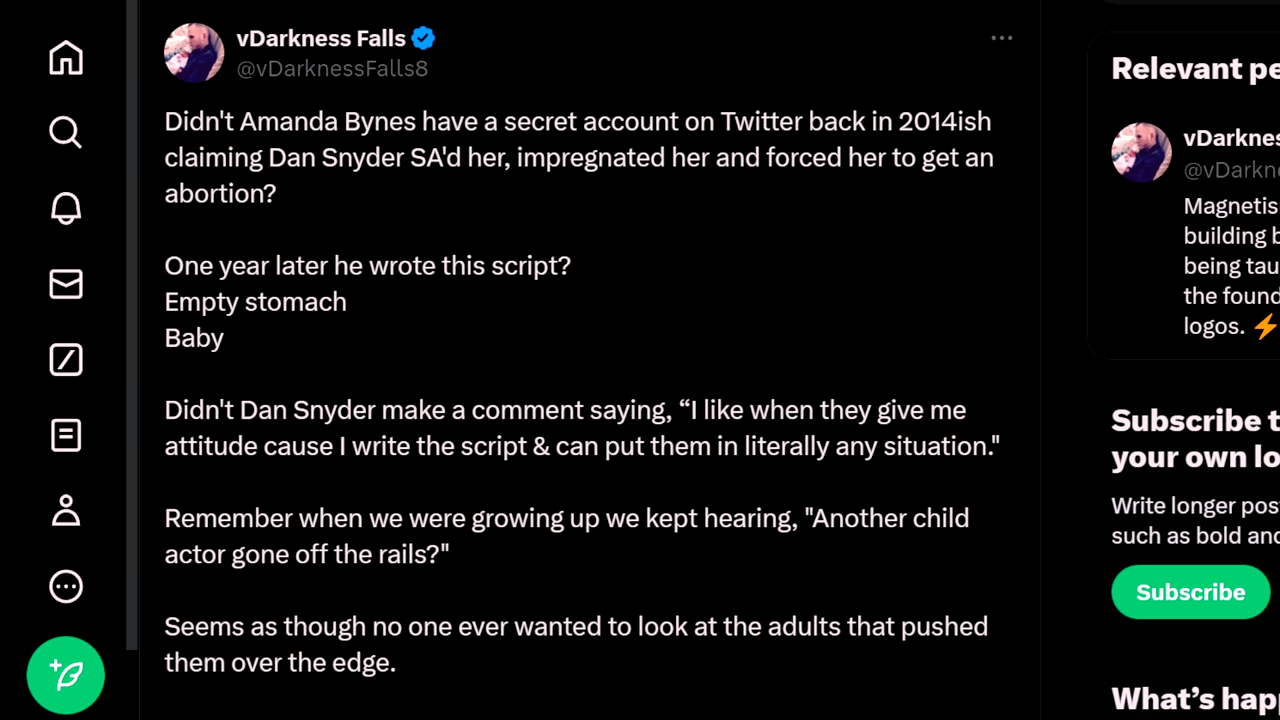 vDarkness Falls
@vDarknessFalls8
Didn't Amanda Bynes have a secret account on Twitter back in 2014ish
claiming Dan Snyder SA'd her, impregnated her and forced her to get an
abortion?
One year later he wrote this script?
Empty stomach
Baby
Didn't Dan Snyder make a comment saying, “I like when they give me
attitude cause I write the script & can put them in literally any situation."
Remember when we were growing up we kept hearing, "Another child
actor gone off the rails?"
Seems as though no one ever wanted to look at the adults that pushed
them over the edge.
Relevant pe
vDarknes
@vDarkn
Magnetis
building b
being tau
the found
logos. ⚡
Subscribe t
your own lo
Write longer pos
such as bold and
Subscribe
What’s hap